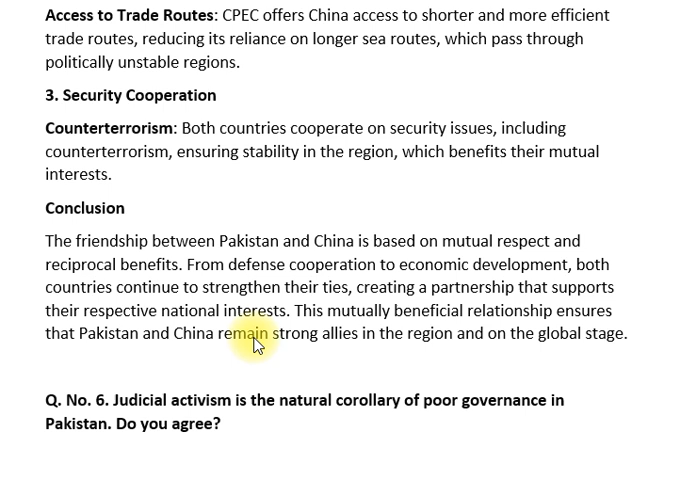 Access to Trade Routes: CPEC offers China access to shorter and more efficient
trade routes, reducing its reliance on longer sea routes, which pass through
politically unstable regions.
3. Security Cooperation
Counterterrorism: Both countries cooperate on security issues, including
counterterrorism, ensuring stability in the region, which benefits their mutual
interests.
Conclusion
The friendship between Pakistan and China is based on mutual respect and
reciprocal benefits. From defense cooperation to economic development, both
countries continue to strengthen their ties, creating a partnership that supports
their respective national interests. This mutually beneficial relationship ensures
that Pakistan and China remain strong allies in the region and on the global stage.
Q. No. 6. Judicial activism is the natural corollary of poor governance in
Pakistan. Do you agree?